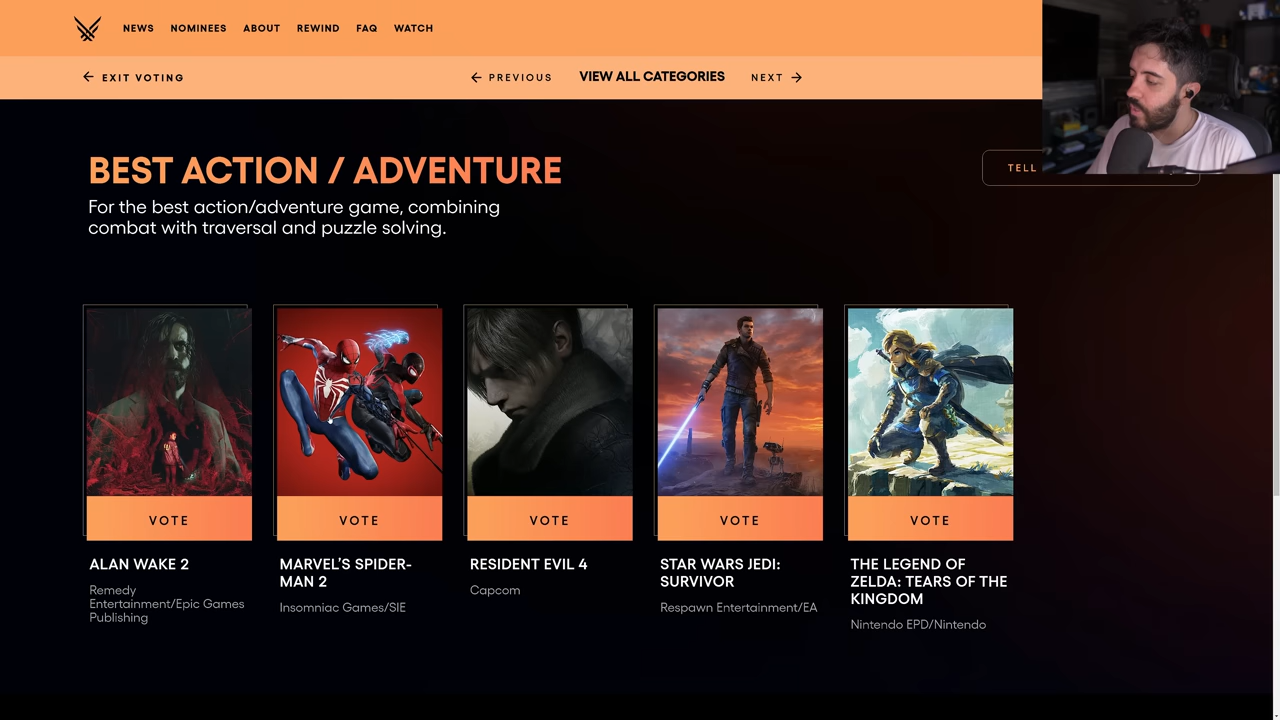 NEWS NOMINEES ABOUT REWIND FAQ WATCH
← EXIT VOTING
← PREVIOUS VIEW ALL CATEGORIES NEXT →
BEST ACTION / ADVENTURE
TELL
For the best action/adventure game, combining
combat with traversal and puzzle solving.
VOTE
ALAN WAKE 2
Remedy
Entertainment/Epic Games
Publishing
VOTE
MARVEL’S SPIDER-
MAN 2
Insomniac Games/SIE
VOTE
RESIDENT EVIL 4
Capcom
VOTE
STAR WARS JEDI:
SURVIVOR
Respawn Entertainment/EA
VOTE
THE LEGEND OF
ZELDA: TEARS OF THE
KINGDOM
Nintendo EPD/Nintendo